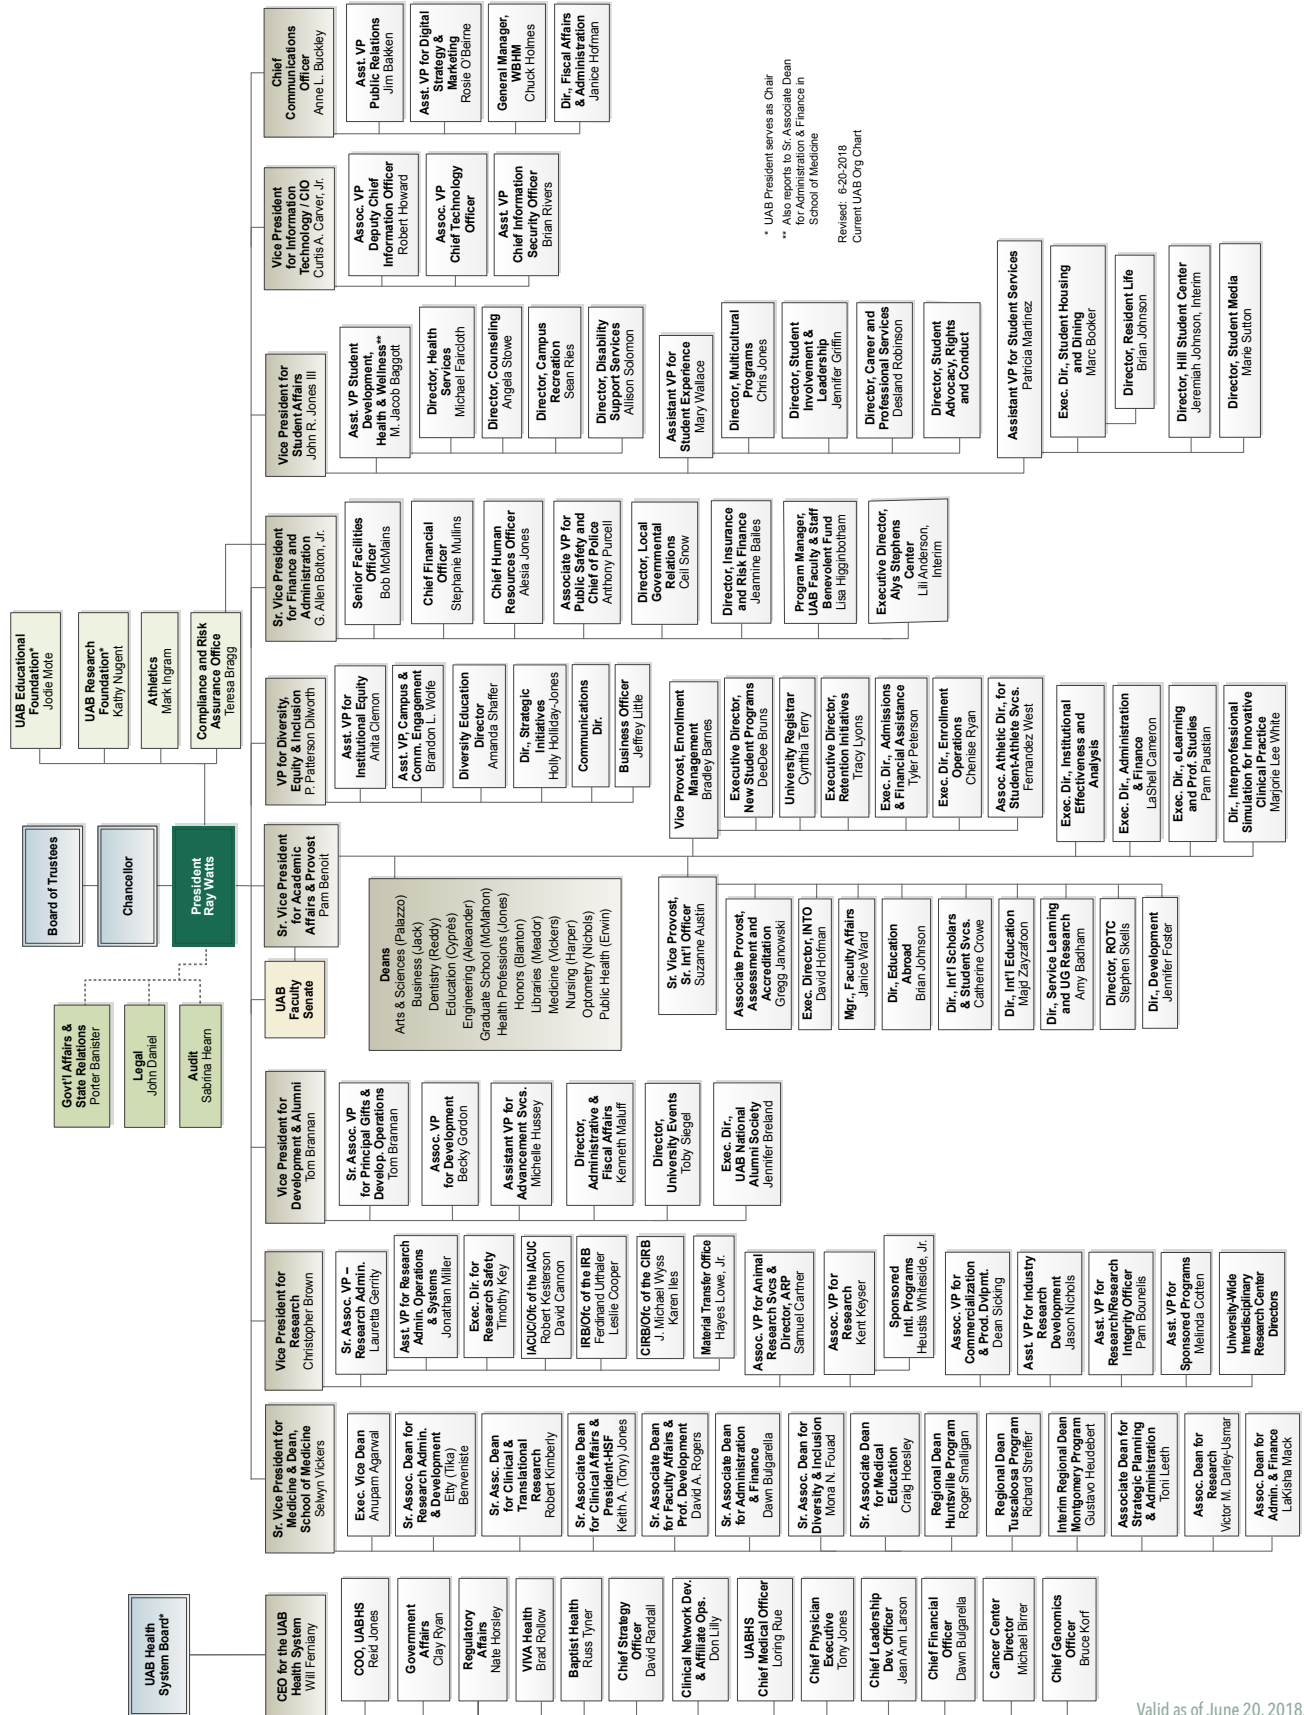 Board of Trustees
Chancellor
President
Ray Watts
Govt'l Affairs &
State Relations
Porter Banister
Legal
John Daniel
Audit
Sabrina Hearn
UAB Educational
Foundation*
Jodie Mote
UAB Research
Foundation*
Kathy Nugent
Athletics
Mark Ingram
Compliance and Risk
Assurance Office
Teresa Bragg
UAB Health
System Board*
CEO for the UAB
Health System
Will Ferniany
COO, UABHS
Reid Jones
Government
Affairs
Clay Ryan
Regulatory
Affairs
Nate Horsley
VIVA Health
Brad Rollow
Baptist Health
Russ Tyner
Chief Strategy
Officer
David Randall
Clinical Network Dev.
& Affiliate Ops.
Don Lilly
UABHS
Chief Medical Officer
Loring Rue
Chief Physician
Executive
Tony Jones
Chief Leadership
Dev. Officer
Jean Ann Larson
Chief Financial
Officer
Dawn Bulgarella
Cancer Center
Director
Michael Birrer
Chief Genomics
Officer
Bruce Korf
Sr. Vice President for
Medicine & Dean,
School of Medicine
Selwyn Vickers
Exec. Vice Dean
Anupam Agarwal
Sr. Assoc. Dean for
Research Admin.
& Development
Etty (Tika)
Benveniste
Sr. Assc. Dean
for Clinical &
Translational
Research
Robert Kimberly
Sr. Associate Dean
for Clinical Affairs &
President-HSF
Keith A. (Tony) Jones
Sr. Associate Dean
for Faculty Affairs &
Prof. Development
David A. Rogers
Sr. Associate Dean
for Administration
& Finance
Dawn Bulgarella
Sr. Assoc. Dean for
Diversity & Inclusion
Mona N. Fouad
Sr. Associate Dean
for Medical
Education
Craig Hoesley
Regional Dean
Huntsville Program
Roger Smalligan
Regional Dean
Tuscaloosa Program
Richard Streiffer
Interim Regional Dean
Montgomery Program
Gustavo Heudebert
Associate Dean for
Strategic Planning
& Administration
Toni Leeth
Assoc. Dean for
Research
Victor M. Darley-Usmar
Assoc. Dean for
Admin. & Finance
LaKisha Mack
Vice President for
Research
Christopher Brown
Sr. Assoc. VP –
Research Admin.
Lauretta Gerrity
Asst. VP for Research
Admin. Operations
& Systems
Jonathan Miller
Exec. Dir. for
Research Safety
Timothy Key
IACUC/Ofc of the IACUC
Robert Kesterson
David Cannon
IRB/Ofc of the IRB
Ferdinand Urthaler
Leslie Cooper
CIRB/Ofc of the CIRB
J. Michael Wyss
Karen Iles
Material Transfer Office
Hayes Lowe, Jr.
Assoc. VP for Animal
Research Svcs &
Director, ARP
Samuel Cartner
Assoc. VP for
Research
Kent Keyser
Sponsored
Intl. Programs
Heustis Whiteside, Jr.
Assoc. VP for
Commercialization
& Prod. Dvlpmt.
Dean Sicking
Asst. VP for Industry
Research
Development
Jason Nichols
Asst. VP for
Research/Research
Integrity Officer
Pam Bounelis
Asst. VP for
Sponsored Programs
Melinda Cotten
University-Wide
Interdisciplinary
Research Center
Directors
Vice President for
Development & Alumni
Tom Brannan
Sr. Assoc. VP
for Principal Gifts &
Develop. Operations
Tom Brannan
Assoc. VP
for Development
Becky Gordon
Assistant VP for
Advancement Svcs.
Michelle Hussey
Director,
Administrative &
Fiscal Affairs
Kenneth Maluff
Director,
University Events
Toby Siegel
Exec. Dir.,
UAB National
Alumni Society
Jennifer Breland
UAB
Faculty
Senate
Sr. Vice President
for Academic
Affairs & Provost
Pam Benoit
Deans
Arts & Sciences (Palazzo)
Business (Jack)
Dentistry (Reddy)
Education (Cyprès)
Engineering (Alexander)
Graduate School (McMahon)
Health Professions (Jones)
Honors (Blanton)
Libraries (Meador)
Medicine (Vickers)
Nursing (Harper)
Optometry (Nichols)
Public Health (Erwin)
Sr. Vice Provost,
Sr. Int'l Officer
Suzanne Austin
Associate Provost,
Assessment and
Accreditation
Gregg Janowski
Exec. Director, INTO
David Hofman
Mgr., Faculty Affairs
Janice Ward
Dir., Education
Abroad
Brian Johnson
Dir., Int'l Scholars
& Student Svcs.
Catherine Crowe
Dir., Int'l Education
Majd Zayzafoon
Dir., Service Learning
and UG Research
Amy Badham
Director, ROTC
Stephen Skells
Dir., Development
Jennifer Foster
Vice Provost, Enrollment
Management
Bradley Barnes
Executive Director,
New Student Programs
DeeDee Bruns
University Registrar
Cynthia Terry
Executive Director,
Retention Initiatives
Tracy Lyons
Exec. Dir., Admissions
& Financial Assistance
Tyler Peterson
Exec. Dir., Enrollment
Operations
Chenise Ryan
Assoc. Athletic Dir., for
Student-Athlete Svcs.
Fernandez West
Exec. Dir., Institutional
Effectiveness and
Analysis
Exec. Dir., Administration
& Finance
LaShell Cameron
Exec. Dir., eLearning
and Prof. Studies
Pam Paustian
Dir., Interprofessional
Simulation for Innovative
Clinical Practice
Marjorie Lee White
VP for Diversity,
Equity & Inclusion
P. Patterson Dilworth
Asst. VP for
Institutional Equity
Anita Clemon
Asst. VP, Campus &
Comm. Engagement
Brandon L. Wolfe
Diversity Education
Director
Amanda Shaffer
Dir., Strategic
Initiatives
Holly Holliday-Jones
Communications
Dir.
Business Officer
Jeffrey Little
Sr. Vice President
for Finance and
Administration
G. Allen Bolton, Jr.
Senior Facilities
Officer
Bob McMains
Chief Financial
Officer
Stephanie Mullins
Chief Human
Resources Officer
Alesia Jones
Associate VP for
Public Safety and
Chief of Police
Anthony Purcell
Director, Local
Governmental
Relations
Ceil Snow
Director, Insurance
and Risk Finance
Jeannine Bailes
Program Manager,
UAB Faculty & Staff
Benevolent Fund
Lisa Higginbotham
Executive Director,
Alys Stephens
Center
Lili Anderson,
Interim
Vice President for
Student Affairs
John R. Jones III
Asst. VP Student
Development,
Health & Wellness**
M. Jacob Baggott
Director, Health
Services
Michael Faircloth
Director, Counseling
Angela Stowe
Director, Campus
Recreation
Sean Ries
Director, Disability
Support Services
Allison Solomon
Assistant VP for
Student Experience
Mary Wallace
Director, Multicultural
Programs
Chris Jones
Director, Student
Involvement &
Leadership
Jennifer Griffin
Director, Career and
Professional Services
Desland Robinson
Director, Student
Advocacy, Rights
and Conduct
Assistant VP for Student Services
Patricia Martinez
Exec. Dir., Student Housing
and Dining
Marc Booker
Director, Resident Life
Brian Johnson
Director, Hill Student Center
Jeremiah Johnson, Interim
Director, Student Media
Marie Sutton
Vice President
for Information
Technology / CIO
Curtis A. Carver, Jr.
Assoc. VP
Deputy Chief
Information Officer
Robert Howard
Assoc. VP
Chief Technology
Officer
Asst. VP
Chief Information
Security Officer
Brian Rivers
Chief
Communications
Officer
Anne L. Buckley
Asst. VP
Public Relations
Jim Bakken
Asst. VP for Digital
Strategy &
Marketing
Rosie O'Beirne
General Manager,
WBHM
Chuck Holmes
Dir., Fiscal Affairs
& Administration
Janice Hofman
* UAB President serves as Chair
** Also reports to Sr. Associate Dean
for Administration & Finance in
School of Medicine
Revised: 6-20-2018
Current UAB Org Chart
Valid as of June 20, 2018.